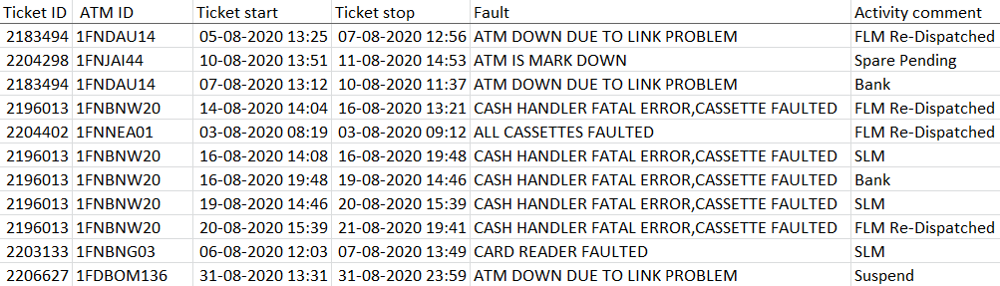 Ticket ID ATM ID Ticket start Ticket stop Fault Activity comment
2183494 1FNDAU14 05-08-2020 13:25 07-08-2020 12:56 ATM DOWN DUE TO LINK PROBLEM FLM Re-Dispatched
2204298 1FNJAI44 10-08-2020 13:51 11-08-2020 14:53 ATM IS MARK DOWN Spare Pending
2183494 1FNDAU14 07-08-2020 13:12 10-08-2020 11:37 ATM DOWN DUE TO LINK PROBLEM Bank
2196013 1FNBNW20 14-08-2020 14:04 16-08-2020 13:21 CASH HANDLER FATAL ERROR,CASSETTE FAULTED FLM Re-Dispatched
2204402 1FNNEA01 03-08-2020 08:19 03-08-2020 09:12 ALL CASSETTES FAULTED FLM Re-Dispatched
2196013 1FNBNW20 16-08-2020 14:08 16-08-2020 19:48 CASH HANDLER FATAL ERROR,CASSETTE FAULTED SLM
2196013 1FNBNW20 16-08-2020 19:48 19-08-2020 14:46 CASH HANDLER FATAL ERROR,CASSETTE FAULTED Bank
2196013 1FNBNW20 19-08-2020 14:46 20-08-2020 15:39 CASH HANDLER FATAL ERROR,CASSETTE FAULTED SLM
2196013 1FNBNW20 20-08-2020 15:39 21-08-2020 19:41 CASH HANDLER FATAL ERROR,CASSETTE FAULTED FLM Re-Dispatched
2203133 1FNBNG03 06-08-2020 12:03 07-08-2020 13:49 CARD READER FAULTED SLM
2206627 1FDBOM136 31-08-2020 13:31 31-08-2020 23:59 ATM DOWN DUE TO LINK PROBLEM Suspend